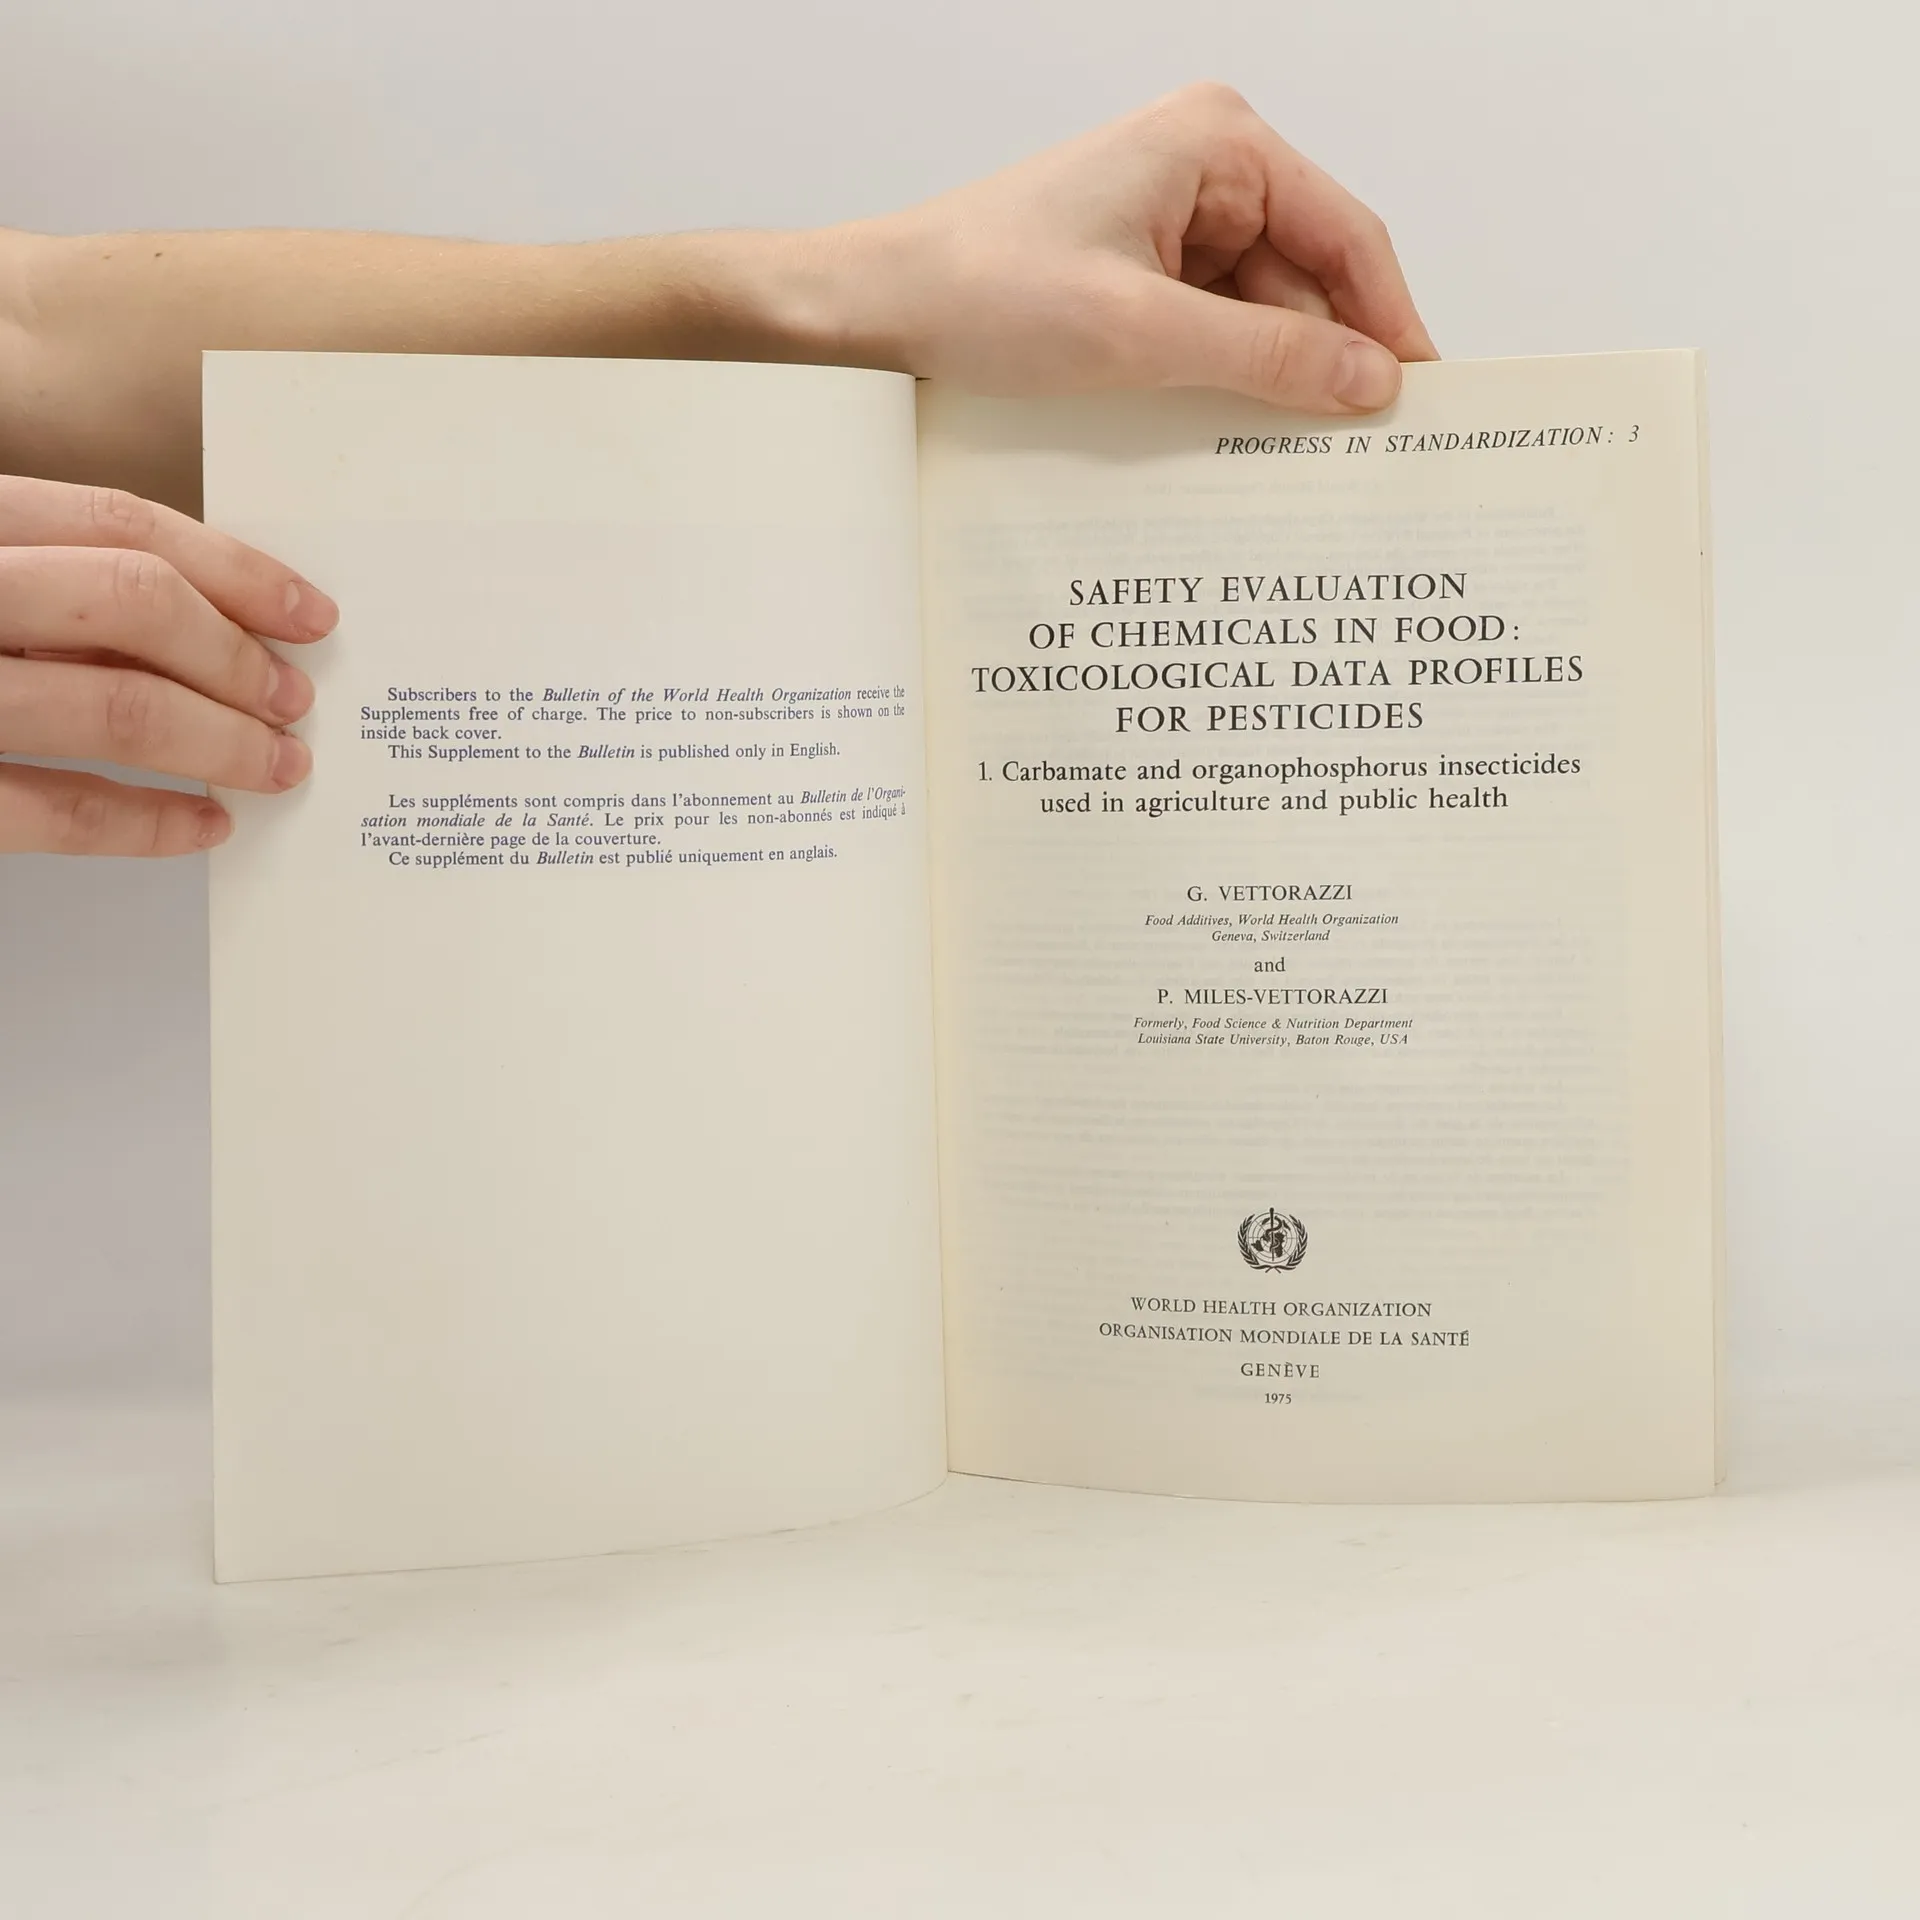 Subscribers to the Bulletin of the World Health Organization receive the
Supplements free of charge. The price to non-subscribers is shown on the
inside back cover.
This Supplement to the Bulletin is published only in English.
Les suppléments sont compris dans l'abonnement au Bulletin de l'Organi-
sation mondiale de la Santé. Le prix pour les non-abonnés est indiqué à
l'avant-dernière page de la couverture.
Ce supplément du Bulletin est publié uniquement en anglais.
PROGRESS IN STANDARDIZATION: 3
SAFETY EVALUATION
OF CHEMICALS IN FOOD:
TOXICOLOGICAL DATA PROFILES
FOR PESTICIDES
1. Carbamate and organophosphorus insecticides
used in agriculture and public health
G. VETTORAZZI
Food Additives, World Health Organization
Geneva, Switzerland
and
P. MILES-VETTORAZZI
Formerly, Food Science & Nutrition Department
Louisiana State University, Baton Rouge, USA
WORLD HEALTH ORGANIZATION
ORGANISATION MONDIALE DE LA SANTÉ
GENÈVE
1975